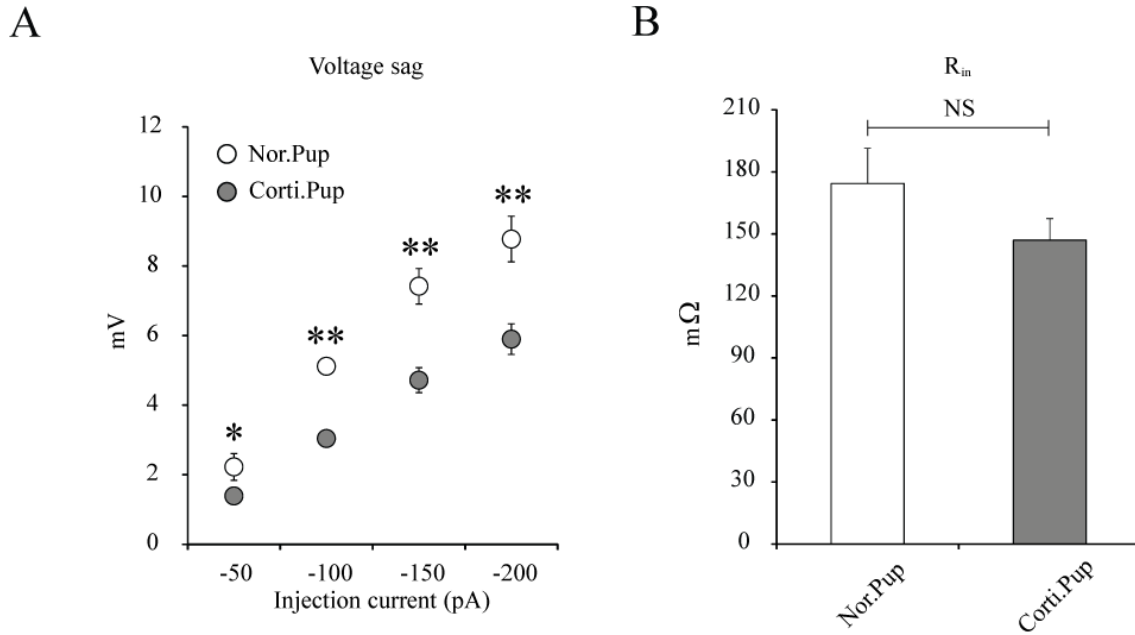 A
Voltage sag
12
10
8
6
4
2
0
mV
Nor.Pup
Corti.Pup
*
**
**
**
-50 -100 -150 -200
Injection current (pA)
B
Rin
NS
210
180
150
120
90
60
30
0
mΩ
Nor.Pup
Corti.Pup